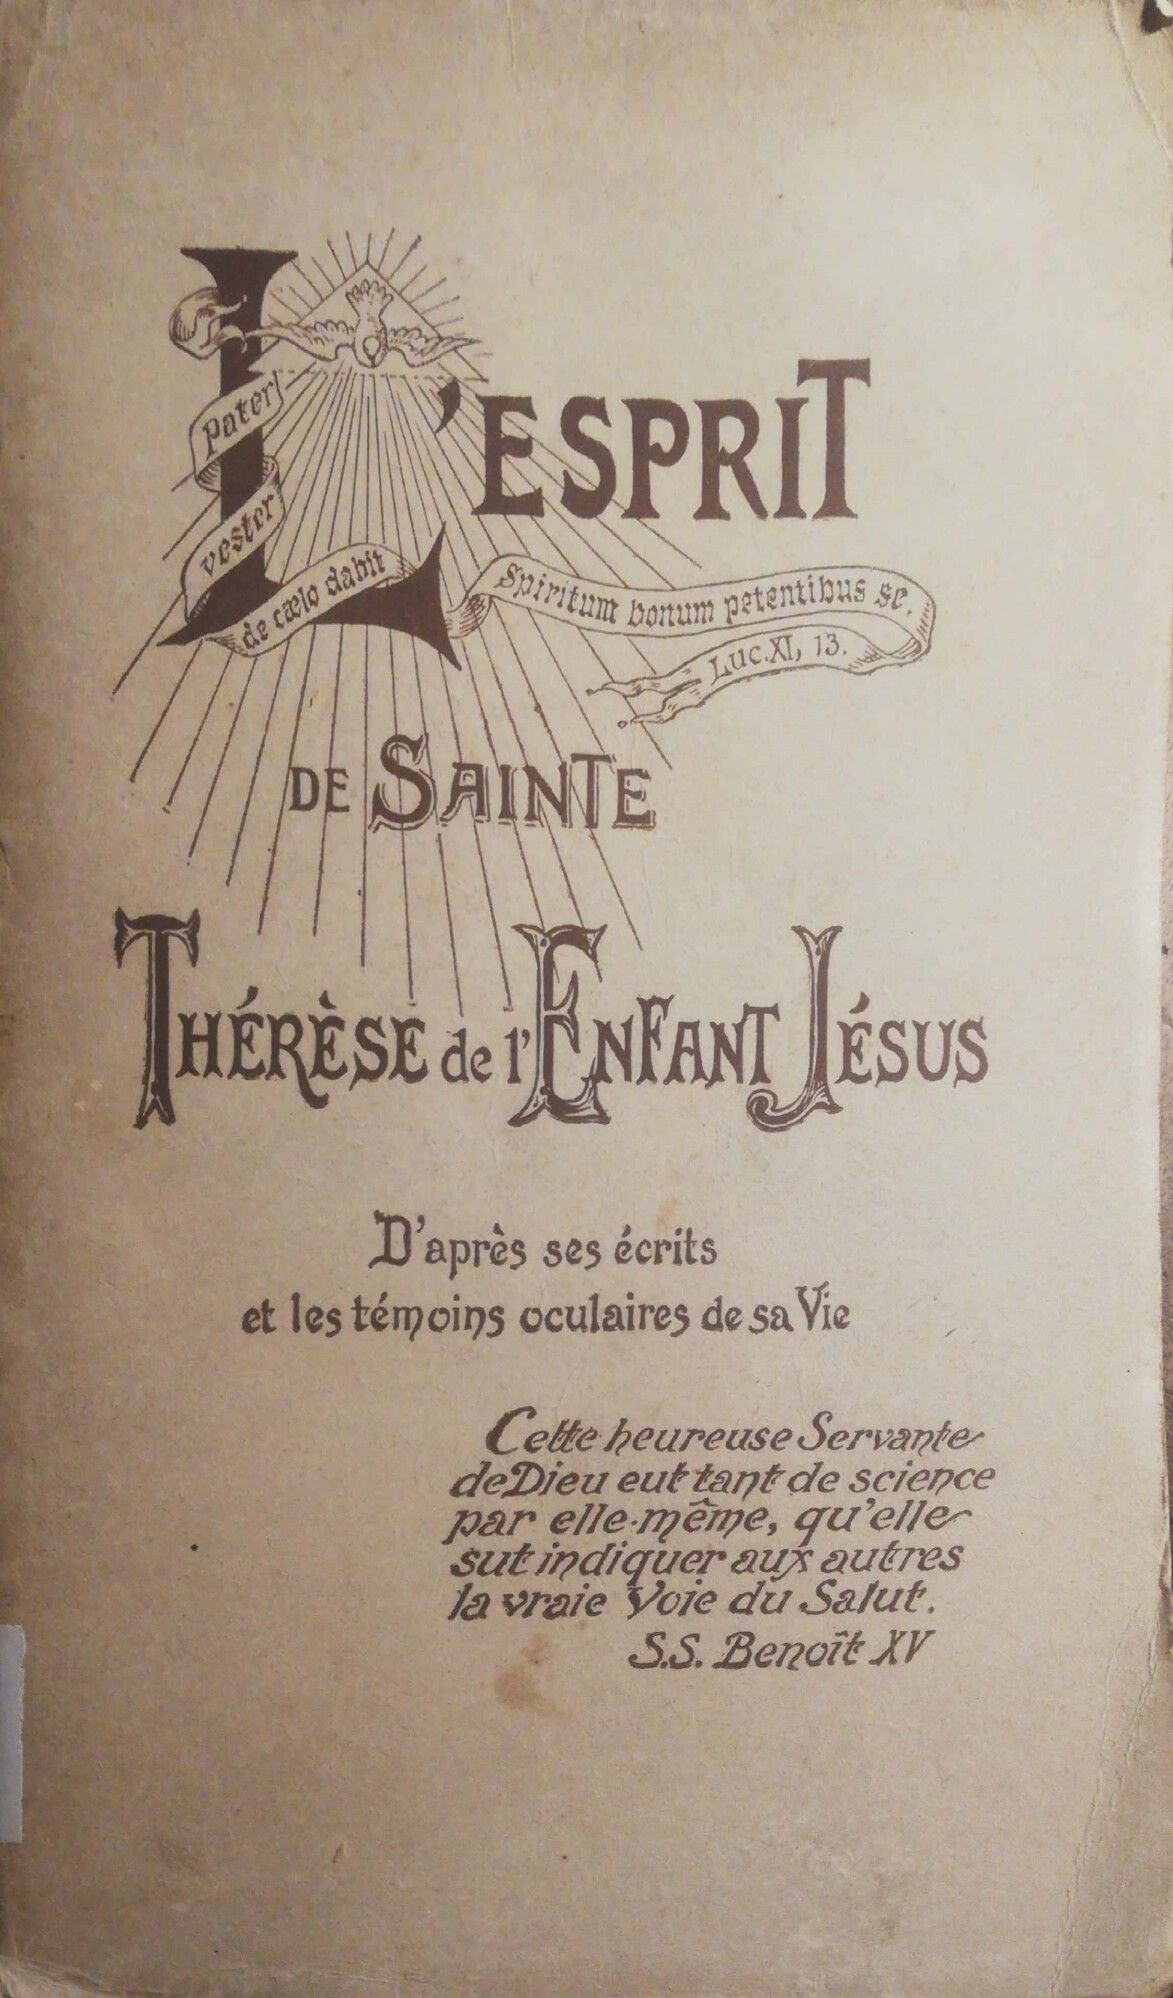 L'ESPRIT
Pater
vester
de cælo dabit
Spiritum bonum petentibus se.
Luc. XI, 13.
DE SAINTE
THÉRÈSE de l'ENFANT JÉSUS
D'après ses écrits
et les témoins oculaires de sa Vie
Cette heureuse Servante
de Dieu eut tant de science
par elle-même, qu'elle
sut indiquer aux autres
la vraie Voie du Salut.
S.S. Benoît XV